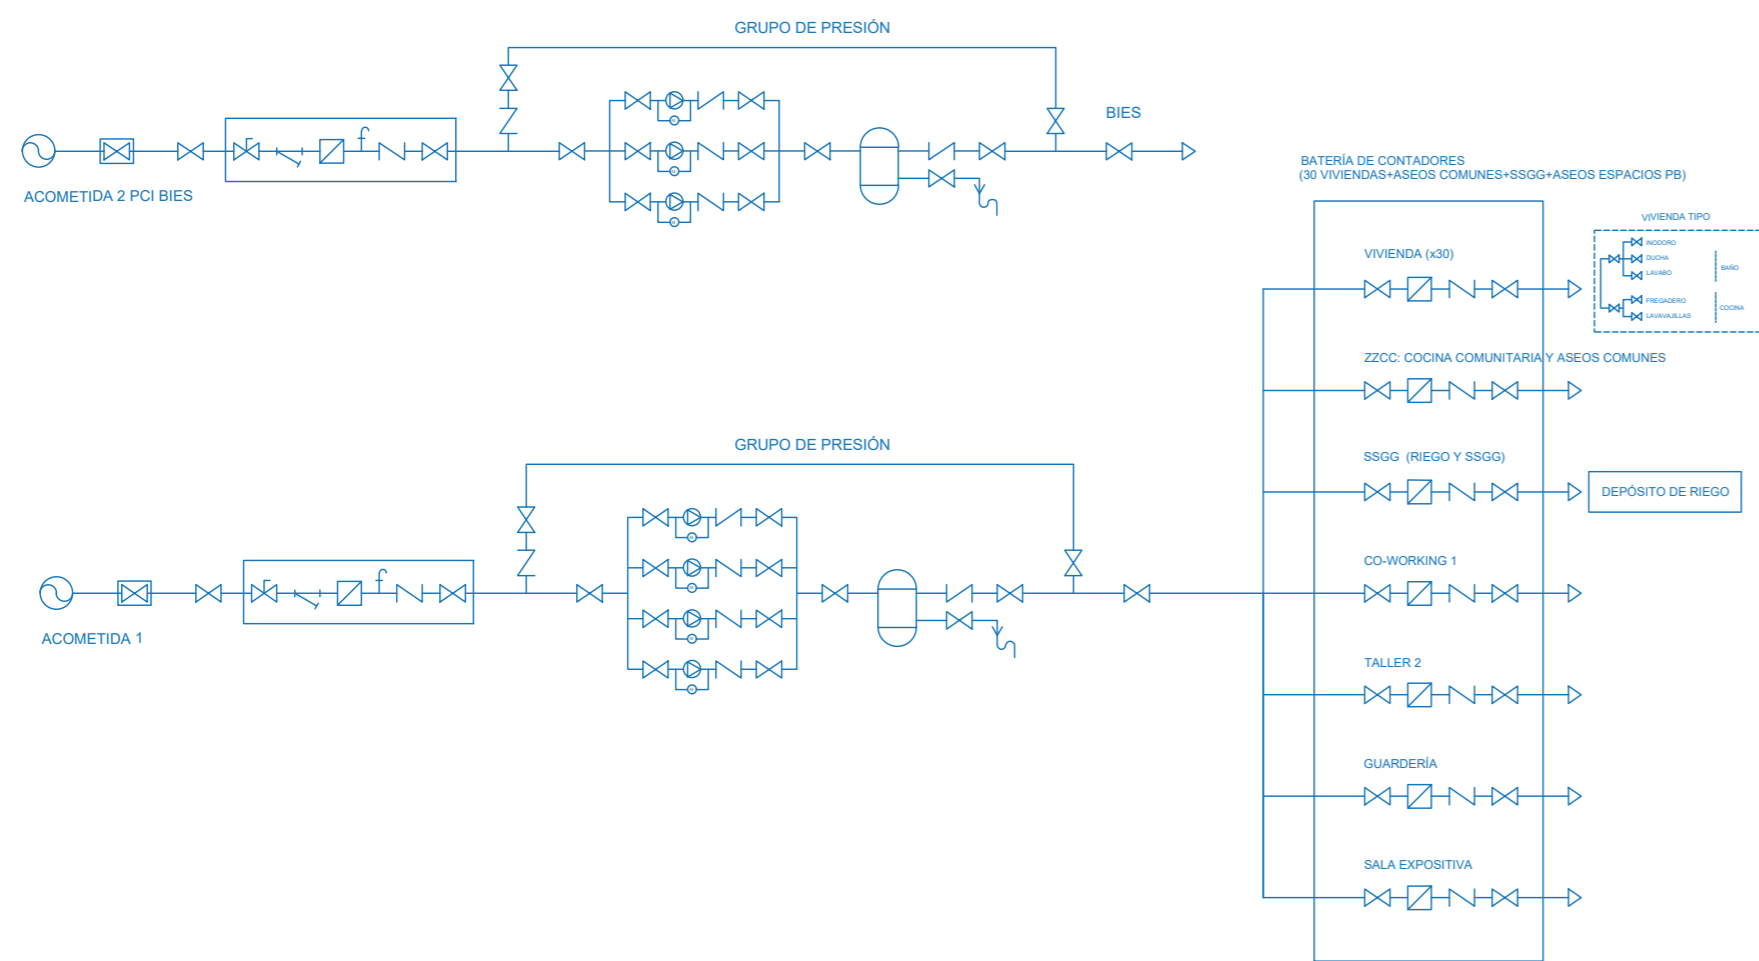 GRUPO DE PRESIÓN
BIES
ACOMETIDA 2 PCI BIES
BATERÍA DE CONTADORES
(30 VIVIENDAS+ASEOS COMUNES+SSGG+ASEOS ESPACIOS PB)
VIVIENDA TIPO
INODORO
DUCHA
LAVABO
BAÑO
FREGADERO
LAVAVAJILLAS
COCINA
VIVIENDA (x30)
ZZCC: COCINA COMUNITARIA Y ASEOS COMUNES
GRUPO DE PRESIÓN
SSGG (RIEGO Y SSGG)
DEPÓSITO DE RIEGO
CO-WORKING 1
ACOMETIDA 1
TALLER 2
GUARDERÍA
SALA EXPOSITIVA